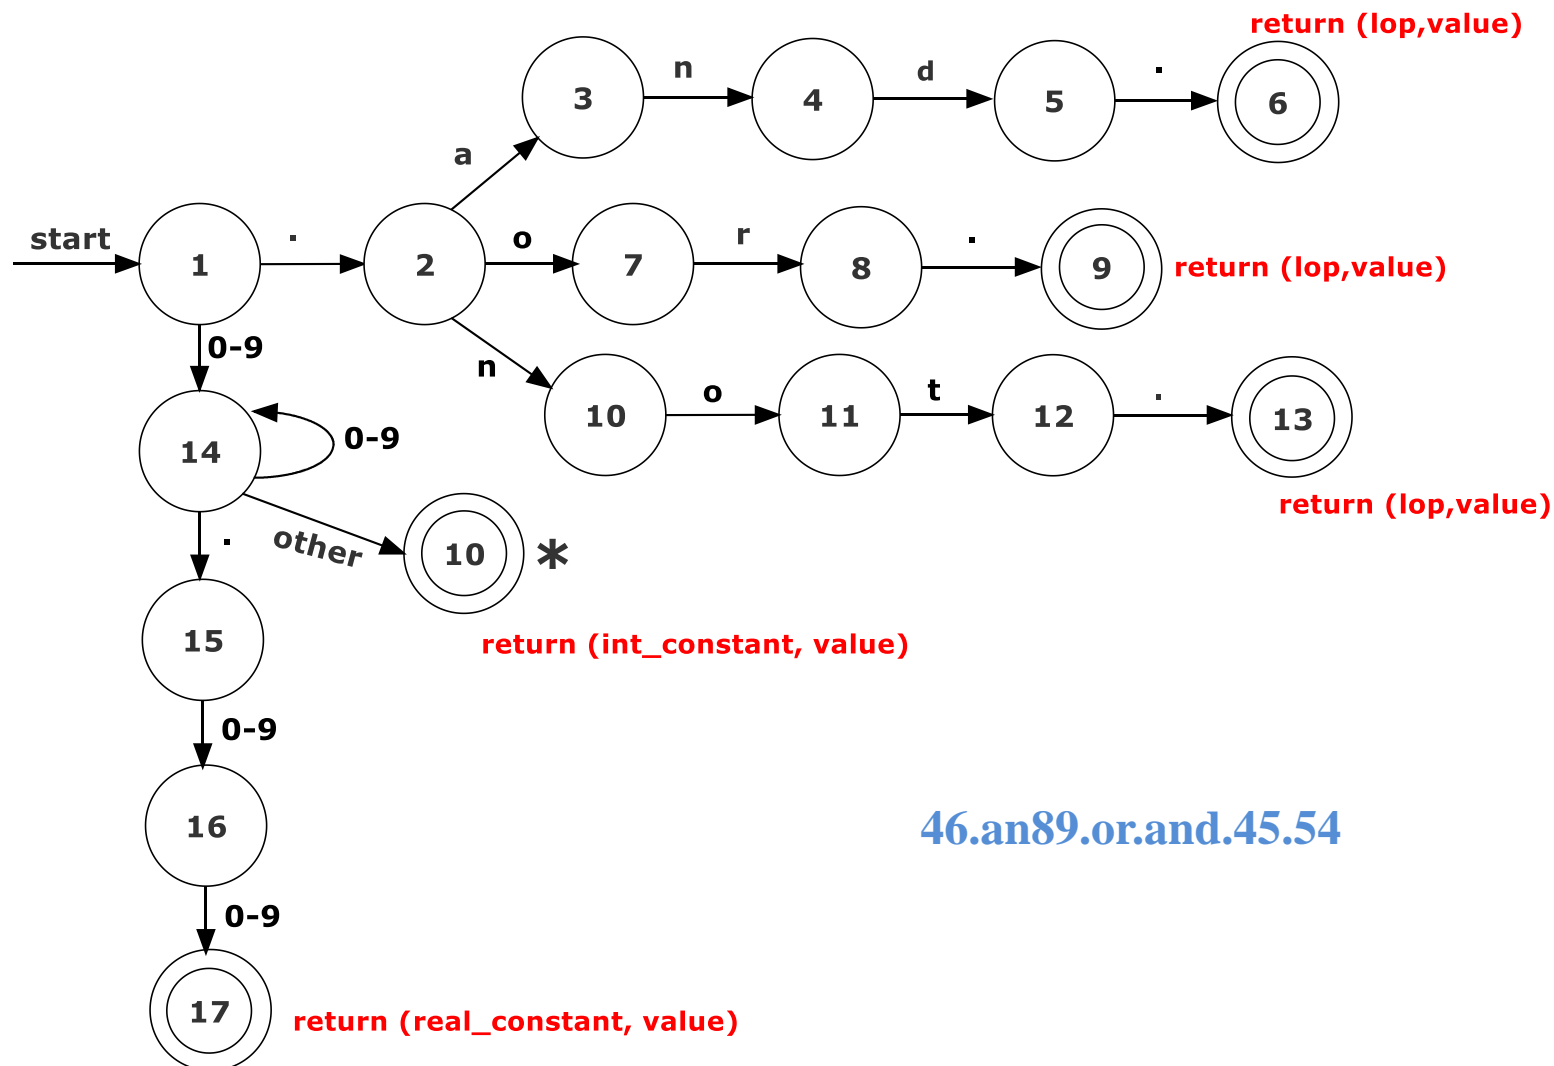 return (lop,value)
3 n 4 d 5 . 6
a
start 1 . 2 o 7 r 8 . 9 return (lop,value)
n 10 o 11 t 12 . 13
return (lop,value)
0-9
14 0-9
. other 10 *
return (int_constant, value)
15
0-9
16
46.an89.or.and.45.54
0-9
17 return (real_constant, value)